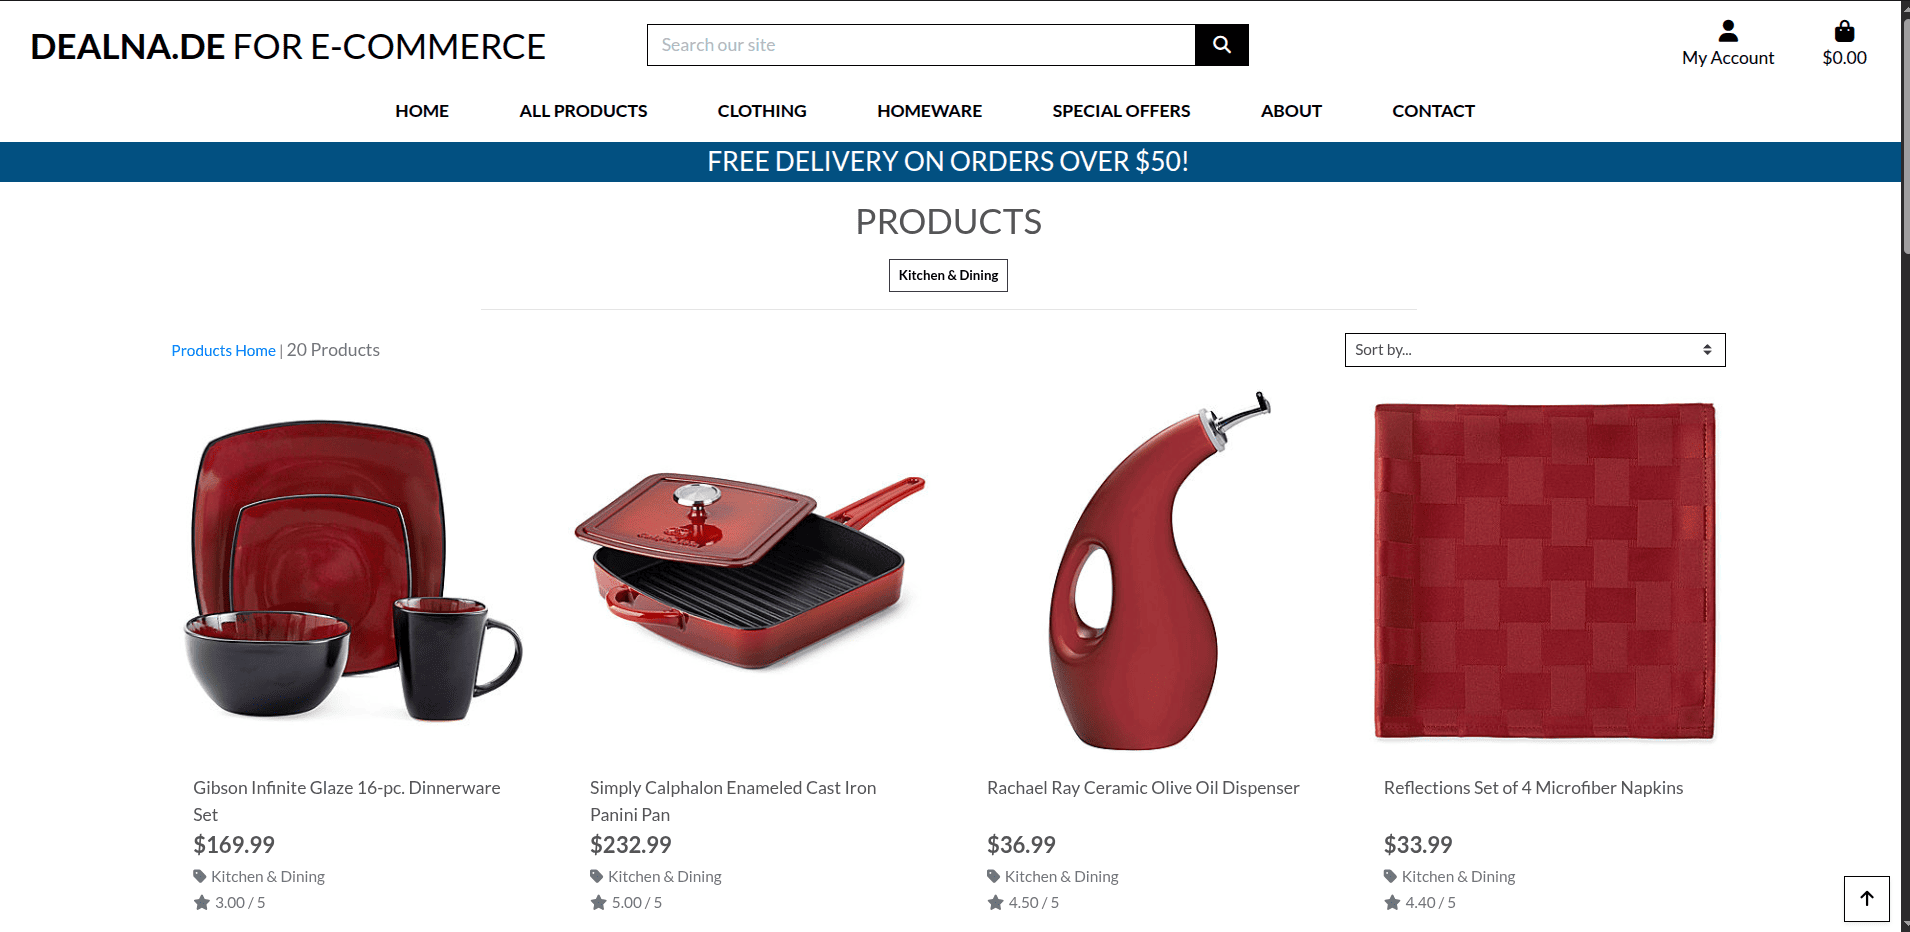 DEALNA.DE FOR E-COMMERCE
Search our site
My Account
$0.00
HOME
ALL PRODUCTS
CLOTHING
HOMEWARE
SPECIAL OFFERS
ABOUT
CONTACT
FREE DELIVERY ON ORDERS OVER $50!
PRODUCTS
Kitchen & Dining
Products Home | 20 Products
Sort by...
Gibson Infinite Glaze 16-pc. Dinnerware
Set
$169.99
Kitchen & Dining
3.00 / 5
Simply Calphalon Enameled Cast Iron
Panini Pan
$232.99
Kitchen & Dining
5.00 / 5
Rachael Ray Ceramic Olive Oil Dispenser
$36.99
Kitchen & Dining
4.50 / 5
Reflections Set of 4 Microfiber Napkins
$33.99
Kitchen & Dining
4.40 / 5